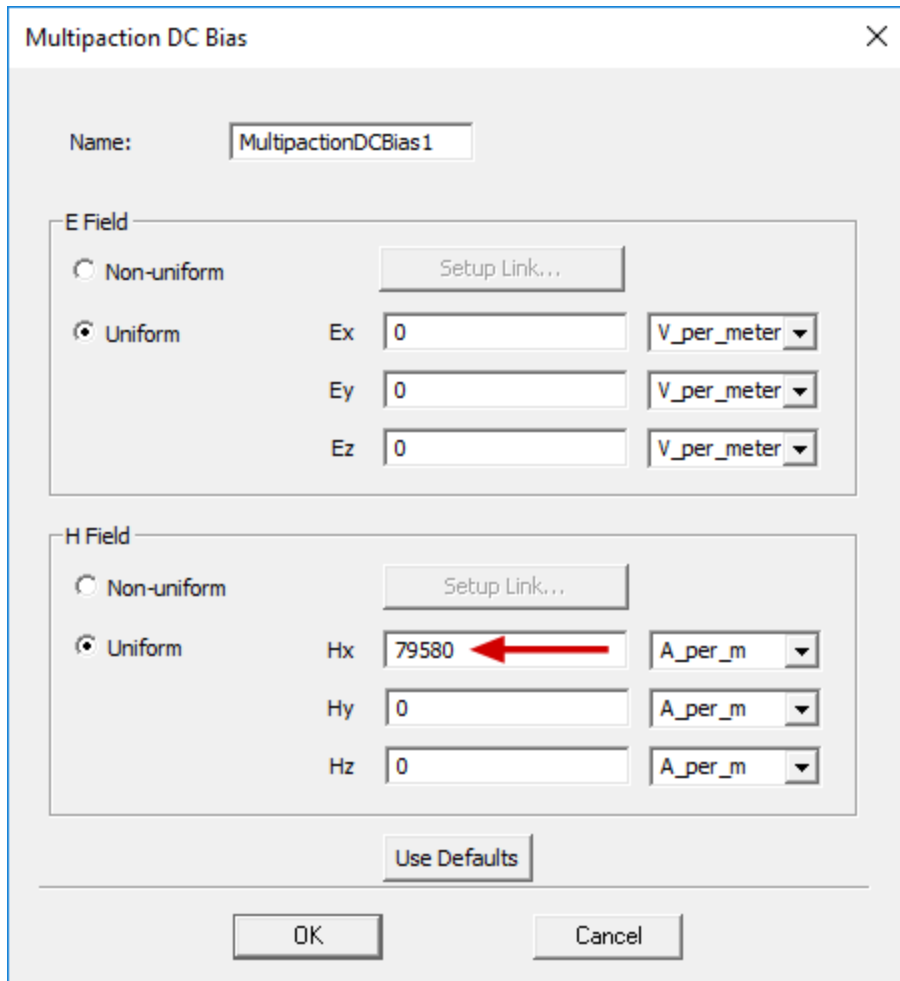 Multipaction DC Bias
Name: MultipactionDCBias1
E Field
Non-uniform Setup Link...
Uniform Ex 0 V_per_meter
Ey 0 V_per_meter
Ez 0 V_per_meter
H Field
Non-uniform Setup Link...
Uniform Hx 79580 A_per_m
Hy 0 A_per_m
Hz 0 A_per_m
Use Defaults
OK Cancel